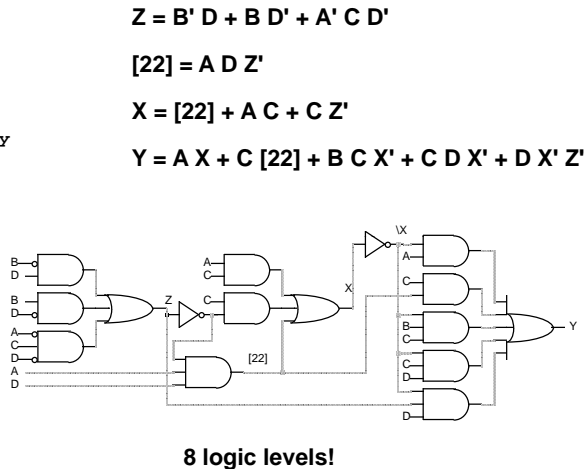 Z = B' D + B D' + A' C D'
[22] = A D Z'
X = [22] + A C + C Z'
y
Y = A X + C [22] + B C X' + C D X' + D X' Z'
B
D
B
D
A
C
D
A
D
Z
A
C
C
[22]
X
\X
A
C
B
C
C
D
D
Y
8 logic levels!